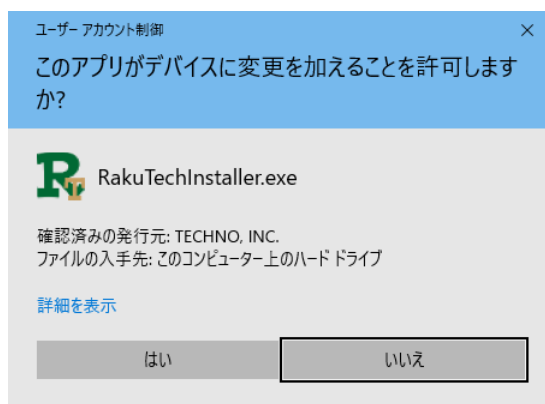 ユーザー アカウント制御
このアプリがデバイスに変更を加えることを許可します
か?
RakuTechInstaller.exe
確認済みの発行元: TECHNO, INC.
ファイルの入手先: このコンピューター上のハード ドライブ
詳細を表示
はい
いいえ